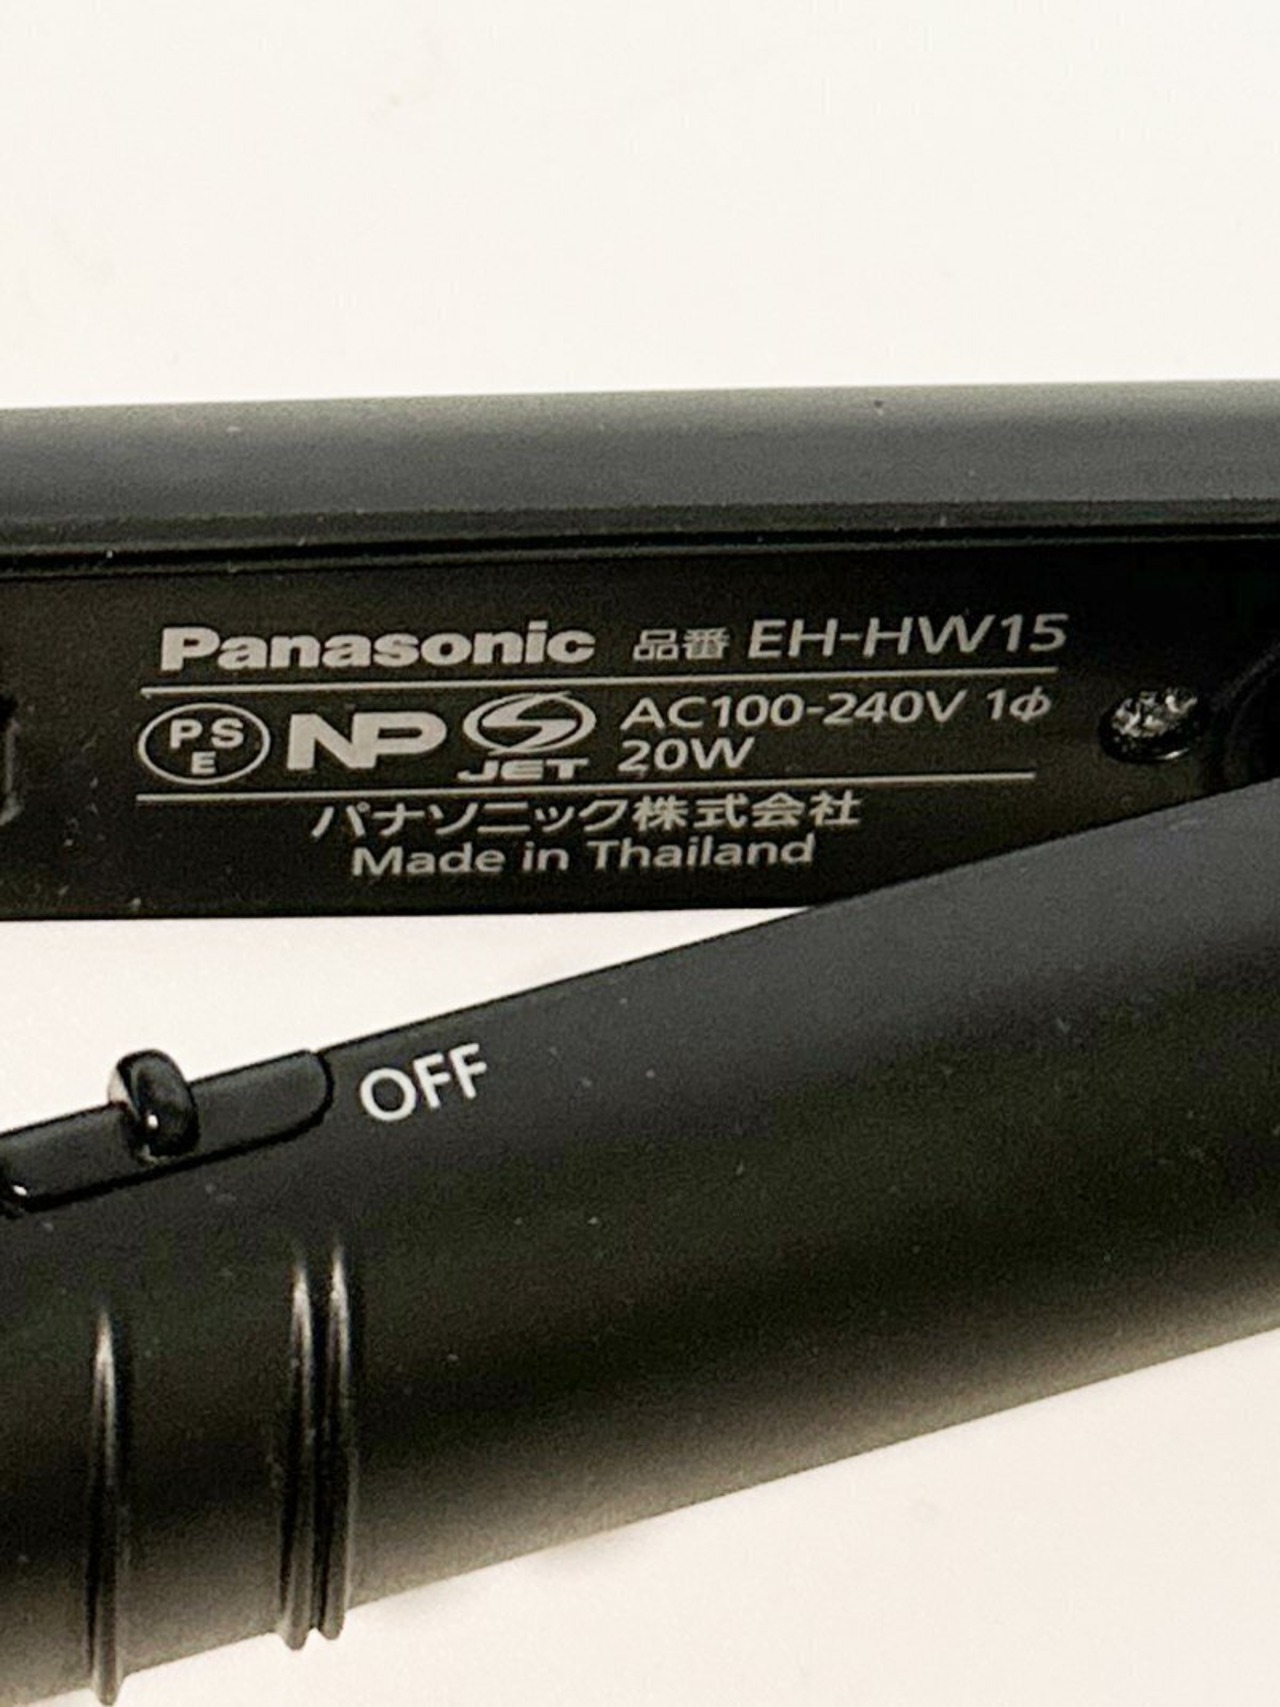 Panasonic 品番 EH-HW15
PS E NP JET AC100-240V 1ϕ
20W
パナソニック株式会社
Made in Thailand
OFF